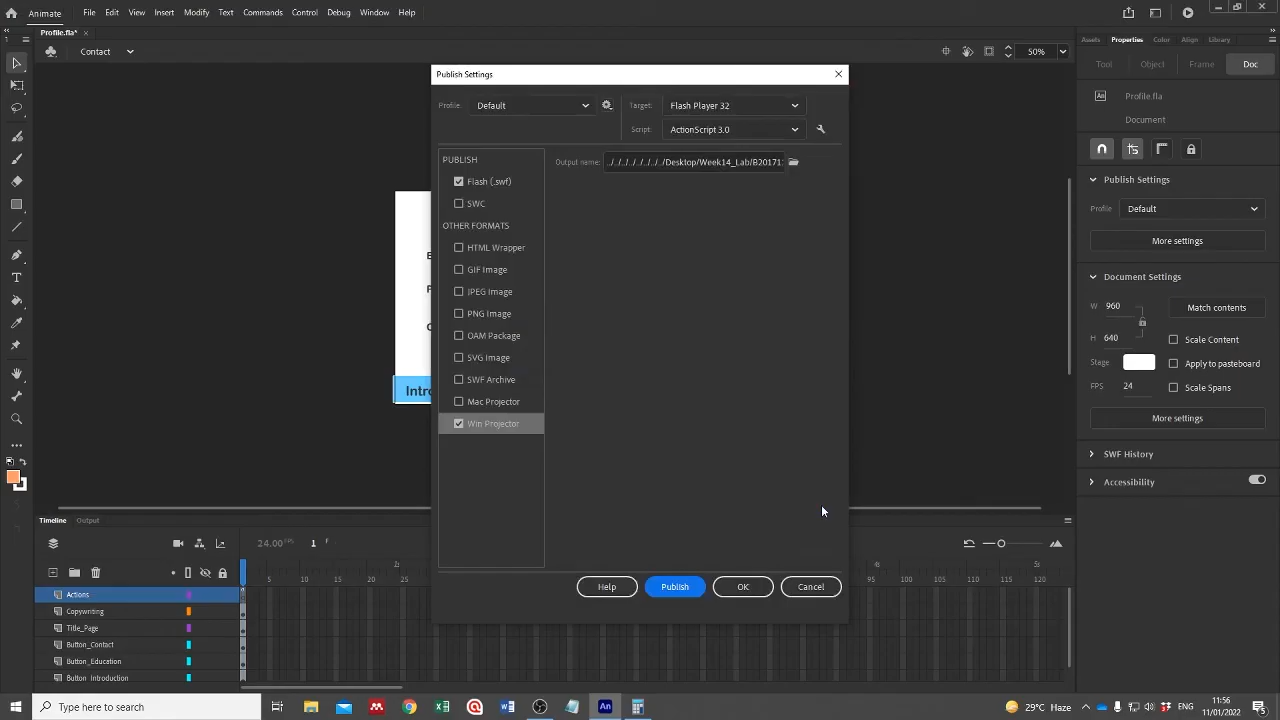 Animate File Edit View Insert Modify Text Commands Control Debug Window Help
Profile.fla* ×
Contact
50%
Assets Properties Color Align Library
Tool Object Frame Doc
An Profile.fla
Document
Publish Settings
Profile Default
More settings
Document Settings
W 960 Match contents
H 640 Scale Content
Stage Apply to pasteboard
FPS 24 Scale Spans
More settings
SWF History
Accessibility
Publish Settings
Profile: Default Target: Flash Player 32
Script: ActionScript 3.0
PUBLISH
Output name: ../../../../../../../Desktop/Week14_Lab/B20171
Flash (.swf)
SWC
OTHER FORMATS
HTML Wrapper
GIF Image
JPEG Image
PNG Image
OAM Package
SVG Image
SWF Archive
Mac Projector
Win Projector
Help Publish OK Cancel
E
P
C
Intro
Timeline Output
24.00 FPS 1 F
5 10 15 20 25 2s 4s 95 100 105 110 115 5s 120
Actions
Copywriting
Title_Page
Button_Contact
Button_Education
Button_Introduction
Type here to search
An
29°C Haze ENG
11:56
11/01/2022